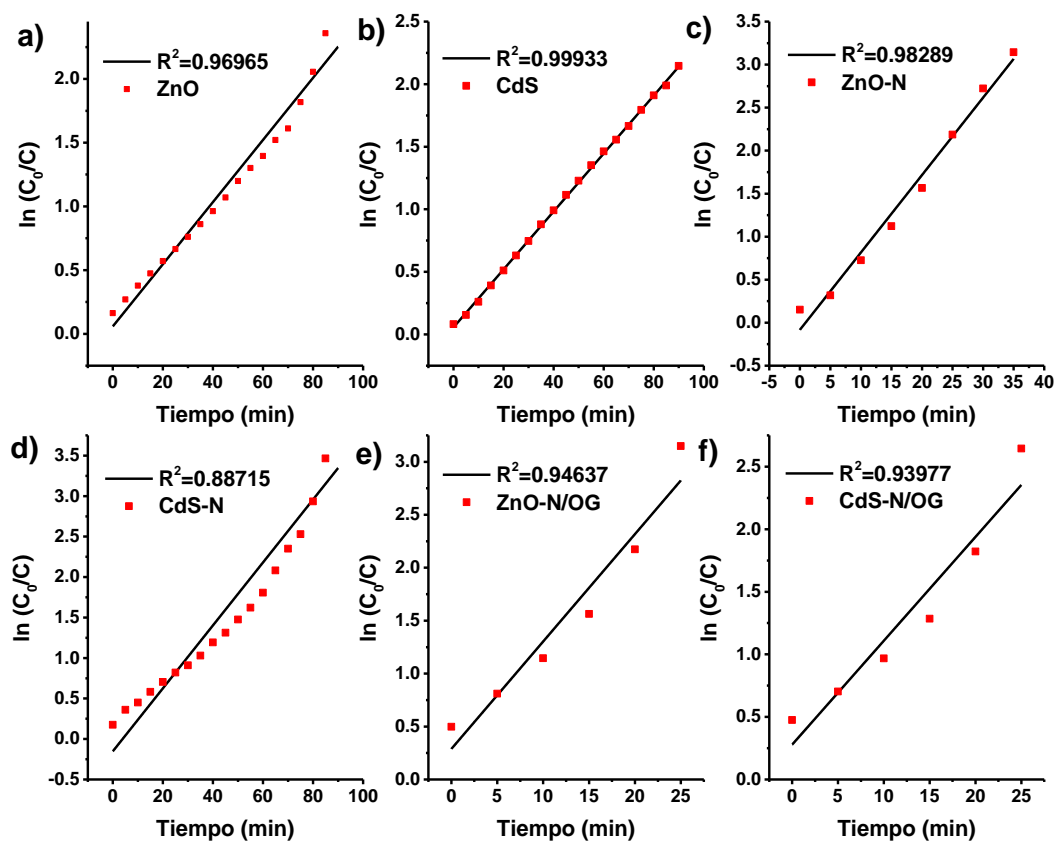 a)
R²=0.96965
ZnO
ln (C₀/C)
2.0
1.5
1.0
0.5
0.0
0 20 40 60 80 100
Tiempo (min)
b)
R²=0.99933
CdS
ln (C₀/C)
2.5
2.0
1.5
1.0
0.5
0.0
0 20 40 60 80 100
Tiempo (min)
c)
R²=0.98289
ZnO-N
ln (C₀/C)
3.5
3.0
2.5
2.0
1.5
1.0
0.5
0.0
-0.5
-5 0 5 10 15 20 25 30 35 40
Tiempo (min)
d)
R²=0.88715
CdS-N
ln (C₀/C)
3.5
3.0
2.5
2.0
1.5
1.0
0.5
0.0
-0.5
0 20 40 60 80 100
Tiempo (min)
e)
R²=0.94637
ZnO-N/OG
ln (C₀/C)
3.0
2.5
2.0
1.5
1.0
0.5
0.0
0 5 10 15 20 25
Tiempo (min)
f)
R²=0.93977
CdS-N/OG
ln (C₀/C)
2.5
2.0
1.5
1.0
0.5
0.0
0 5 10 15 20 25
Tiempo (min)